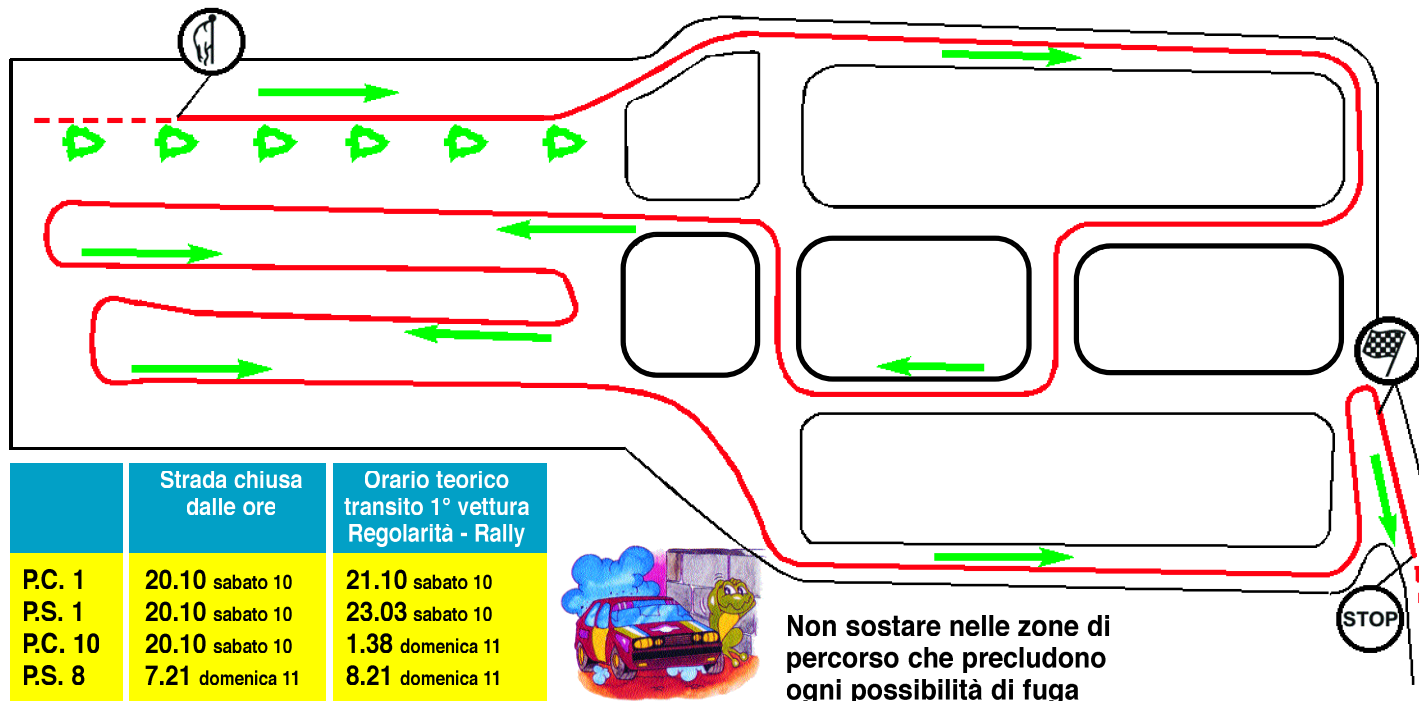 Strada chiusa
dalle ore
Orario teorico
transito 1° vettura
Regolarità - Rally
P.C. 1 20.10 sabato 10 21.10 sabato 10
P.S. 1 20.10 sabato 10 23.03 sabato 10
P.C. 10 20.10 sabato 10 1.38 domenica 11
P.S. 8 7.21 domenica 11 8.21 domenica 11
Non sostare nelle zone di
percorso che precludono
ogni possibilità di fuga
STOP